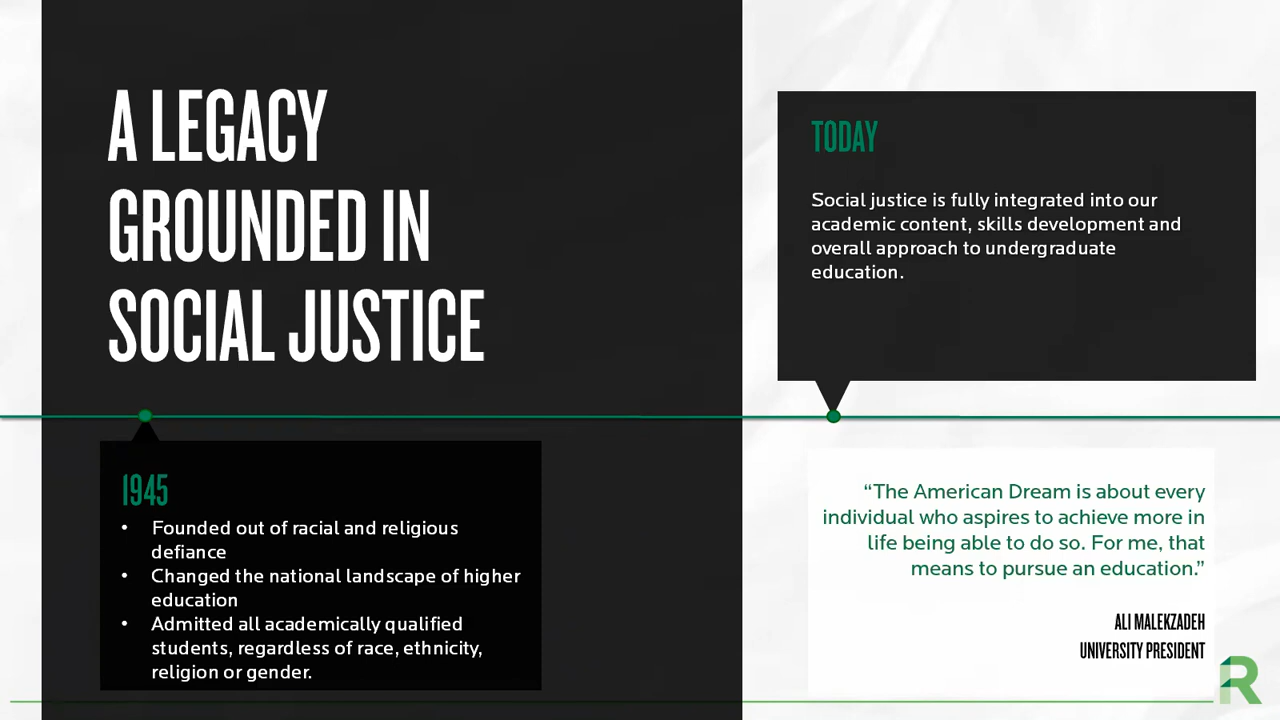 A LEGACY
GROUNDED IN
SOCIAL JUSTICE
1945
• Founded out of racial and religious
defiance
• Changed the national landscape of higher
education
• Admitted all academically qualified
students, regardless of race, ethnicity,
religion or gender.
TODAY
Social justice is fully integrated into our
academic content, skills development and
overall approach to undergraduate
education.
“The American Dream is about every
individual who aspires to achieve more in
life being able to do so. For me, that
means to pursue an education.”
ALI MALEKZADEH
UNIVERSITY PRESIDENT
R